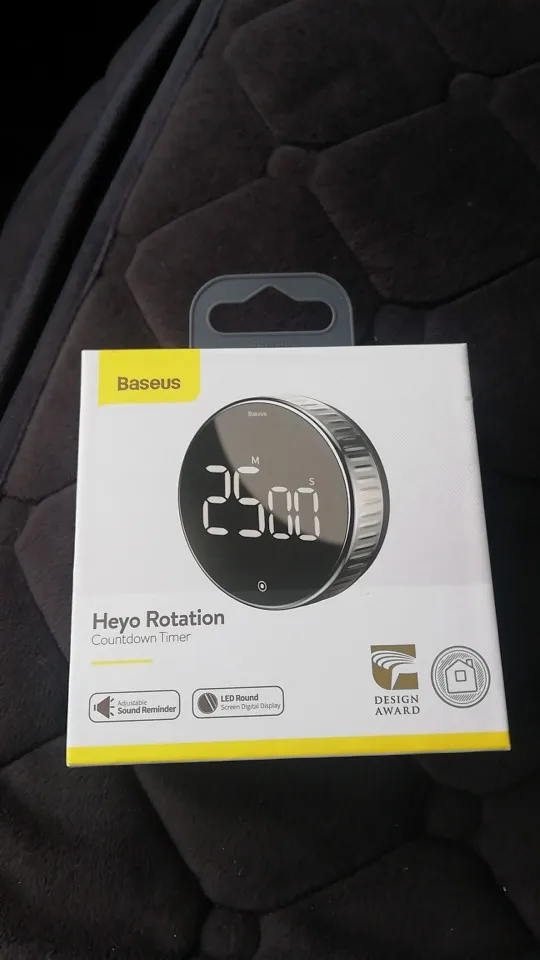 Baseus
Baseus
M
S
25 00
Heyo Rotation
Countdown Timer
Adjustable
Sound Reminder
LED Round
Screen Digital Display
DESIGN
AWARD